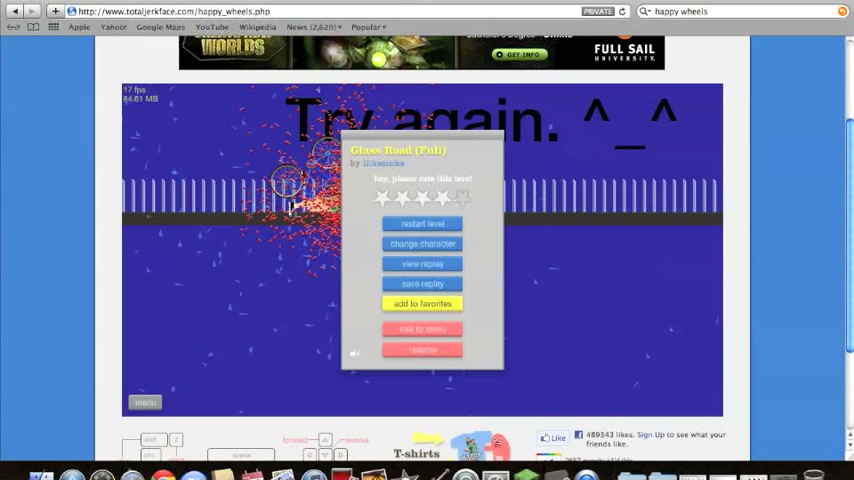 http://www.totaljerkface.com/happy_wheels.php
PRIVATE
happy wheels
Apple Yahoo! Google Maps YouTube Wikipedia News (2,629) Popular
WORLDS
GET INFO
FULL SAIL
UNIVERSITY.
17 fps
84.61 MB
Try again. ^_^
Glass Road (Full)
by
hey, please rate this level
restart level
change character
view replay
save replay
add to favorites
exit to menu
resume
menu
forward
reverse
space
T-shirts
Like
489343 likes. Sign Up to see what your
friends like.